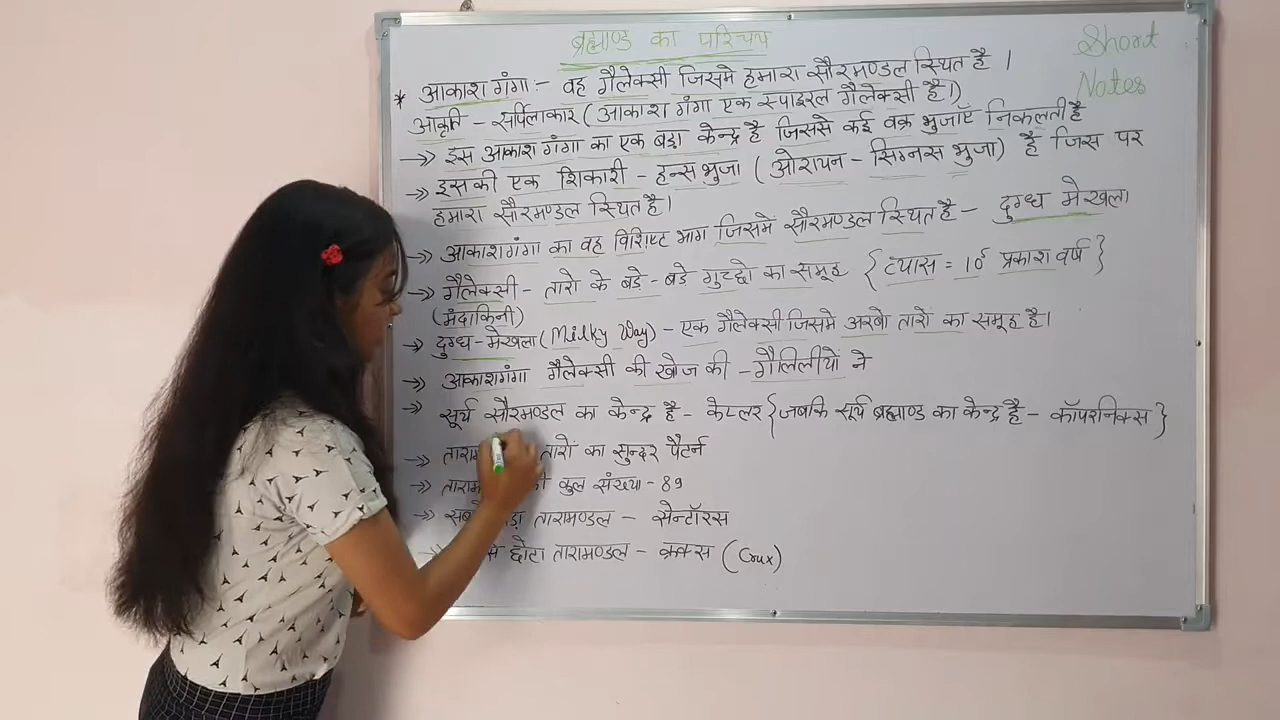 ब्रह्माण्ड का परिचय
Short
Notes
* आकाश गंगा :- वह गैलेक्सी जिसमे हमारा सौरमण्डल स्थित है ।
आकृति - सर्पिलाकार ( आकाश गंगा एक स्पाइरल गैलेक्सी है।)
->> इस आकाश गंगा का एक बड़ा केन्द्र है जिससे कई वक्र भुजाएं निकलती है
->> इसकी एक शिकारी - हन्स भुजा ( ओरायन - सिग्नस भुजा) है जिस पर
हमारा सौरमण्डल स्थित है।
->> आकाशगंगा का वह विशिष्ट भाग जिसमे सौरमण्डल स्थित है - दुग्ध मेखला
->> गैलेक्सी - तारो के बडे - बडे गुच्छो का समूह { व्यास = 10⁵ प्रकाश वर्ष }
(मंदाकिनी)
->> दुग्ध-मेखला (Milky Way) - एक गैलेक्सी जिसमे अरबो तारो का समूह है।
->> आकाशगंगा गैलेक्सी की खोज की - गैलिलीयो ने
->> सूर्य सौरमण्डल का केन्द्र है - केप्लर {जबकि सूर्य ब्रह्माण्ड का केन्द्र है - कॉपरनिक्स }
->> तारों का सुन्दर पैटर्न
->> कुल संख्या - 89
->> तारामण्डल - सेन्टॉरस
छोटा तारामण्डल - क्रक्स (Crux)